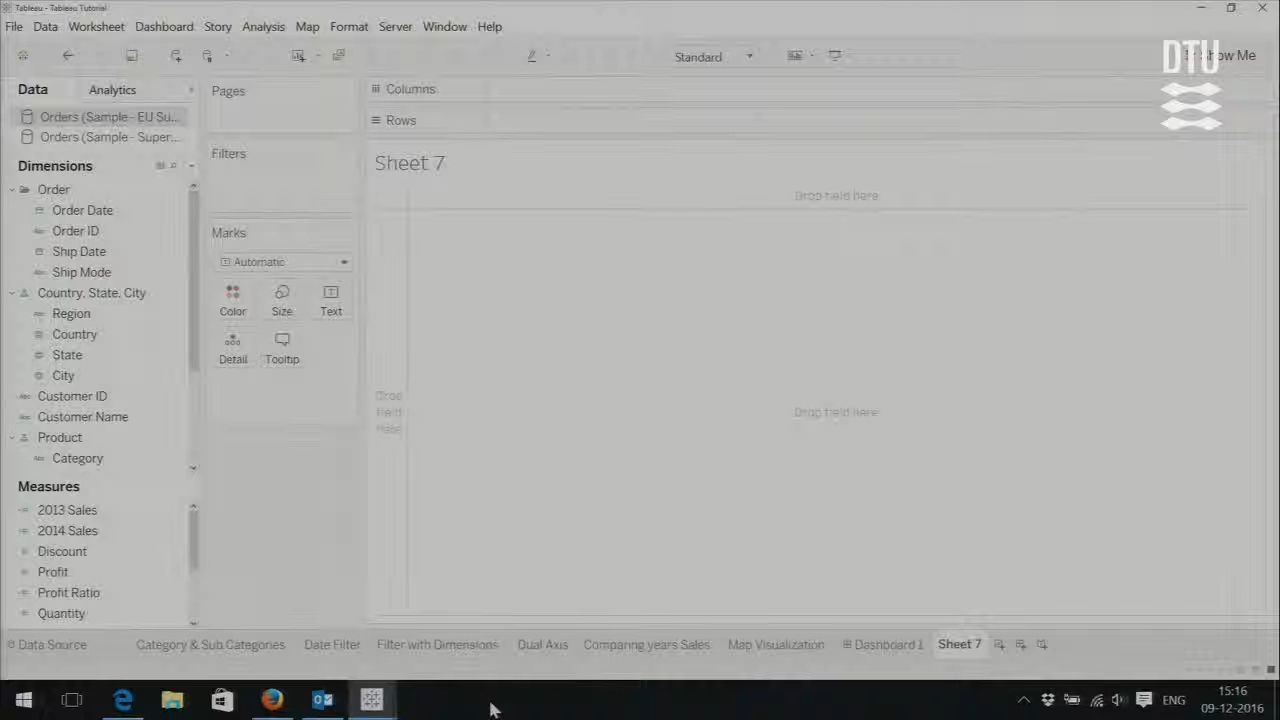 Tableau - Tableau Tutorial
File Data Worksheet Dashboard Story Analysis Map Format Server Window Help
Standard
Show Me
DTU
Data Analytics
Pages
Columns
Orders (Sample - EU Su...
Rows
Orders (Sample - Super...
Filters
Dimensions
Sheet 7
Order
Drop field here
Order Date
Order ID
Marks
Ship Date
Automatic
Ship Mode
Country, State, City
Color Size Text
Region
Country
State
Detail Tooltip
City
Customer ID
Drop
field
here
Drop field here
Customer Name
Product
Category
Measures
2013 Sales
2014 Sales
Discount
Profit
Profit Ratio
Quantity
Data Source Category & Sub Categories Date Filter Filter with Dimensions Dual Axis Comparing years Sales Map Visualization Dashboard 1 Sheet 7
ENG
15:16
09-12-2016